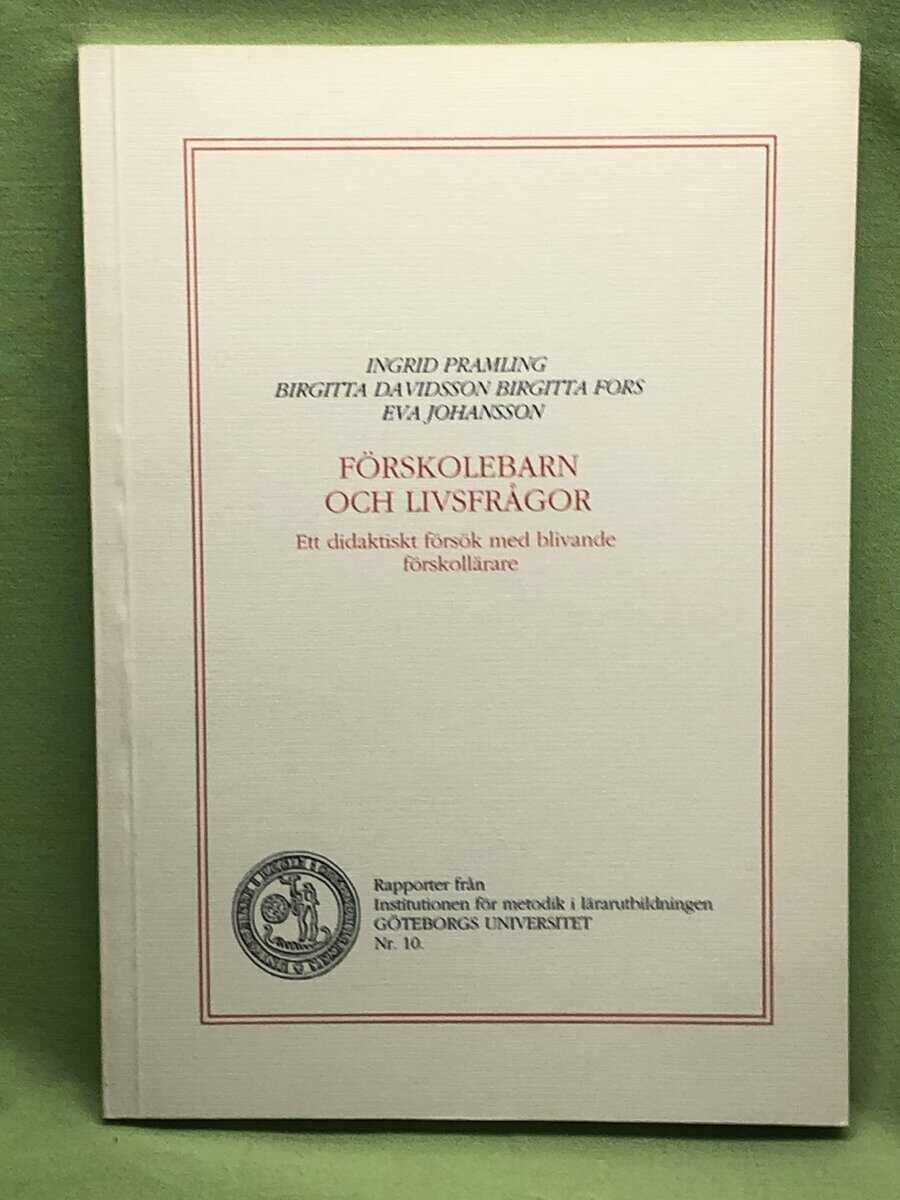 INGRID PRAMLING
BIRGITTA DAVIDSSON BIRGITTA FORS
EVA JOHANSSON
FÖRSKOLEBARN
OCH LIVSFRÅGOR
Ett didaktiskt försök med blivande
förskollärare
Rapporter från
Institutionen för metodik i lärarutbildningen
GÖTEBORGS UNIVERSITET
Nr. 10.